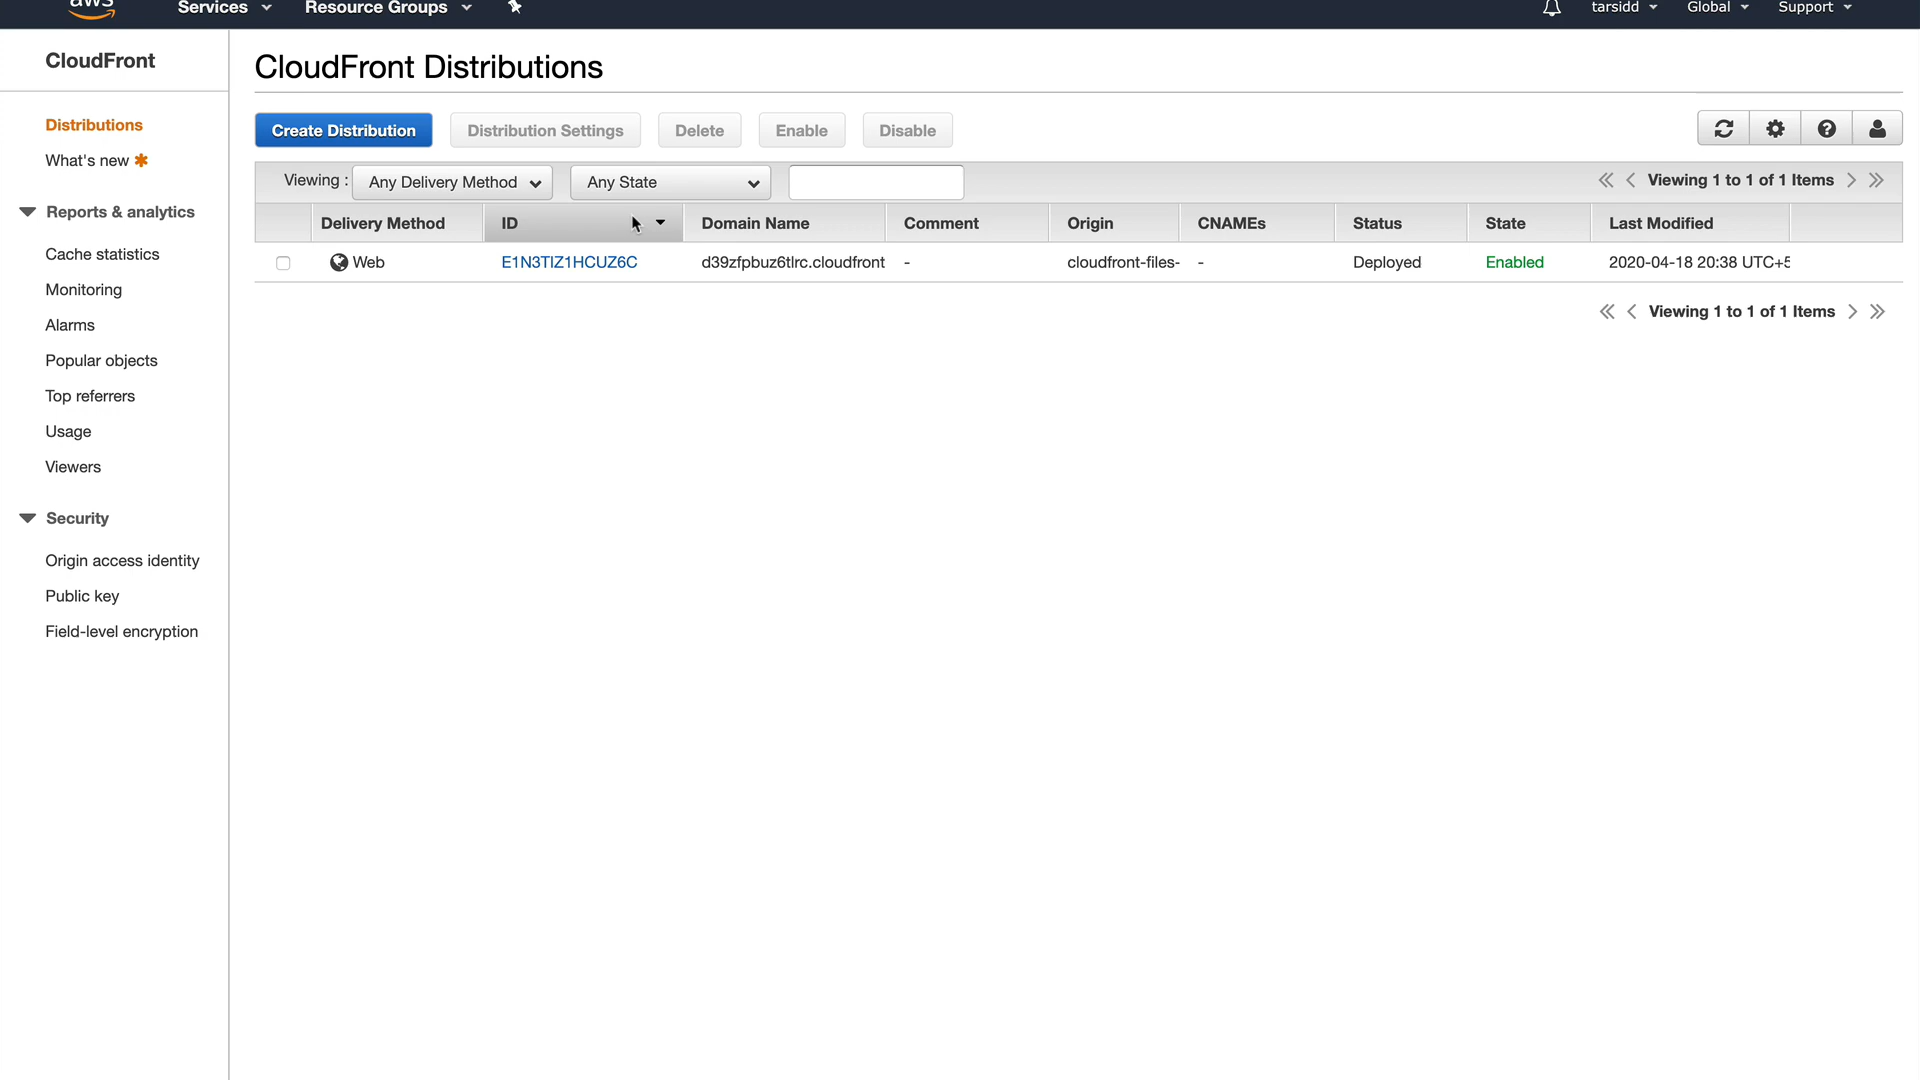 aws Services Resource Groups tarsidd Global Support
CloudFront
Distributions
What's new
Reports & analytics
Cache statistics
Monitoring
Alarms
Popular objects
Top referrers
Usage
Viewers
Security
Origin access identity
Public key
Field-level encryption
CloudFront Distributions
Create Distribution Distribution Settings Delete Enable Disable
Viewing : Any Delivery Method Any State Viewing 1 to 1 of 1 Items
Delivery Method ID Domain Name Comment Origin CNAMEs Status State Last Modified
Web E1N3TIZ1HCUZ6C d39zfpbuz6tlrc.cloudfront - cloudfront-files- - Deployed Enabled 2020-04-18 20:38 UTC+5
Viewing 1 to 1 of 1 Items